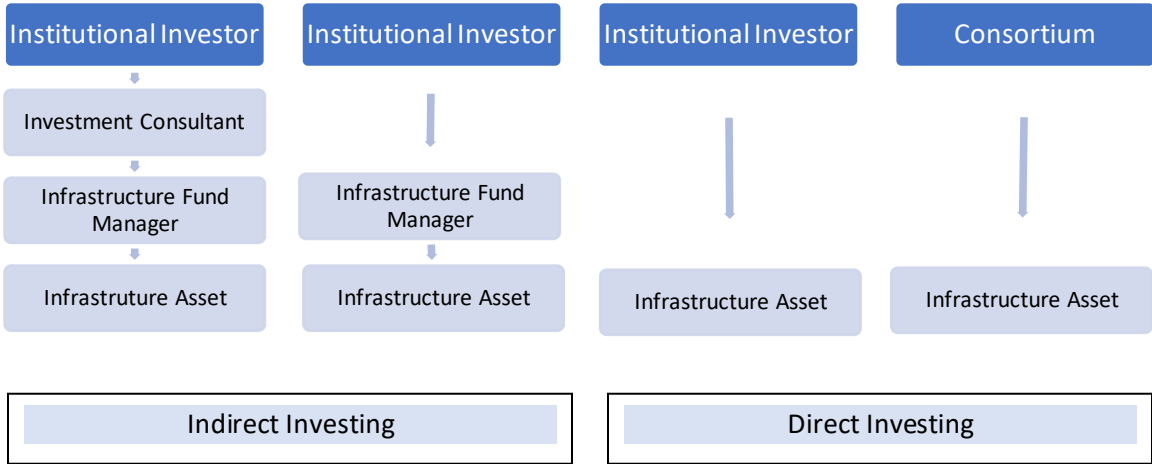 Institutional Investor
Institutional Investor
Institutional Investor
Consortium
Investment Consultant
Infrastructure Fund
Manager
Infrastructure Fund
Manager
Infrastruture Asset
Infrastructure Asset
Infrastructure Asset
Infrastructure Asset
Indirect Investing
Direct Investing